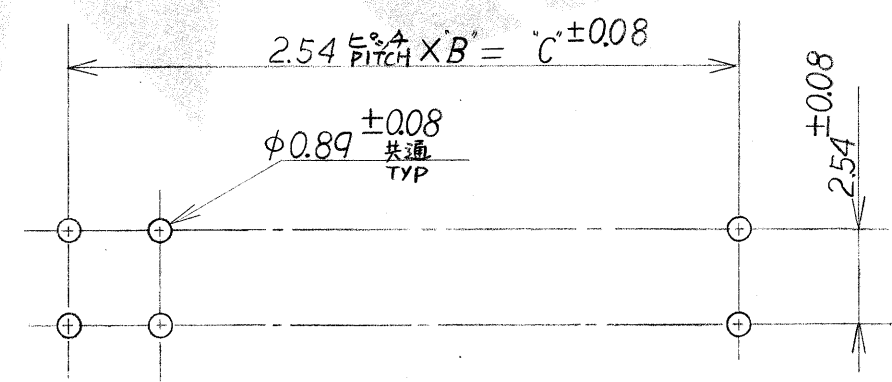 2.54 ピッチ X "B" = "C" ±0.08
PITCH
φ0.89 ±0.08
共通
TYP
2.54 ±0.08